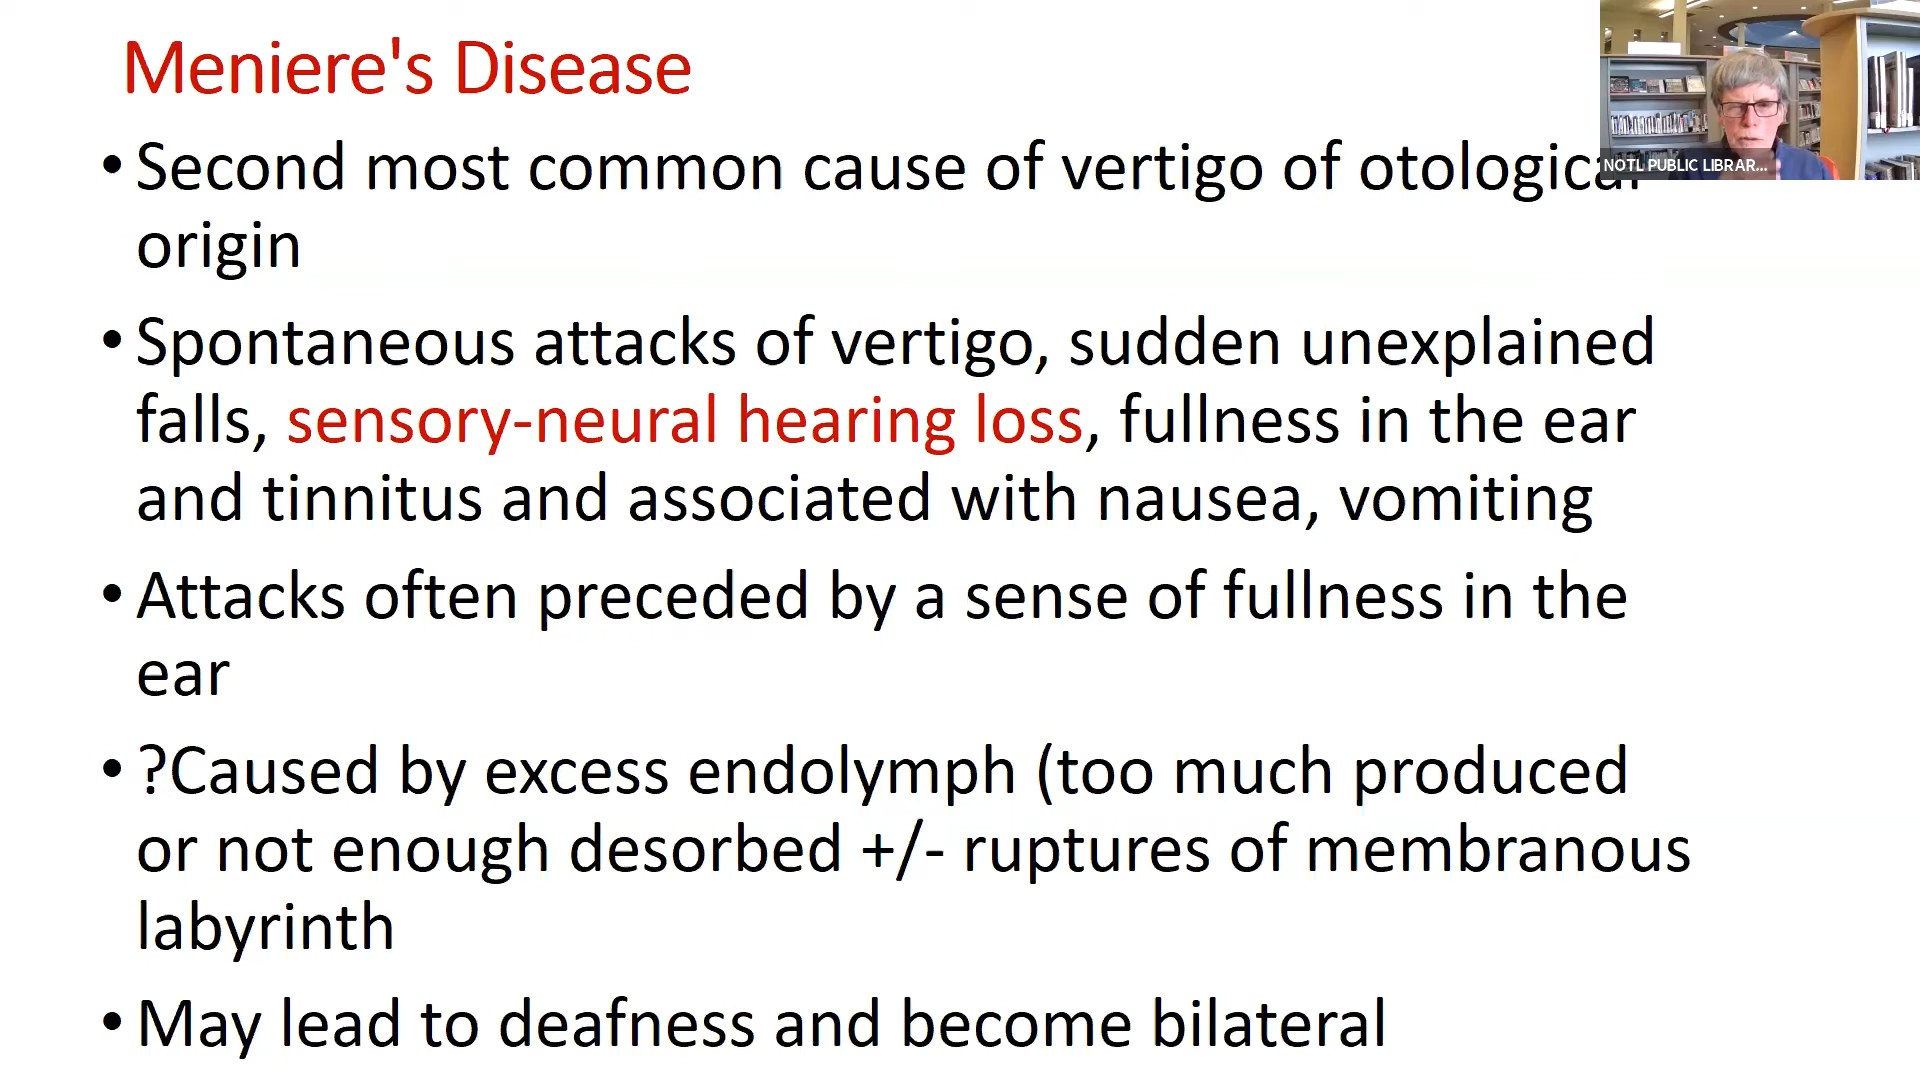 Meniere's Disease
• Second most common cause of vertigo of otological
origin
• Spontaneous attacks of vertigo, sudden unexplained
falls, sensory-neural hearing loss, fullness in the ear
and tinnitus and associated with nausea, vomiting
• Attacks often preceded by a sense of fullness in the
ear
• ?Caused by excess endolymph (too much produced
or not enough desorbed +/- ruptures of membranous
labyrinth
• May lead to deafness and become bilateral
NOTL PUBLIC LIBRAR...